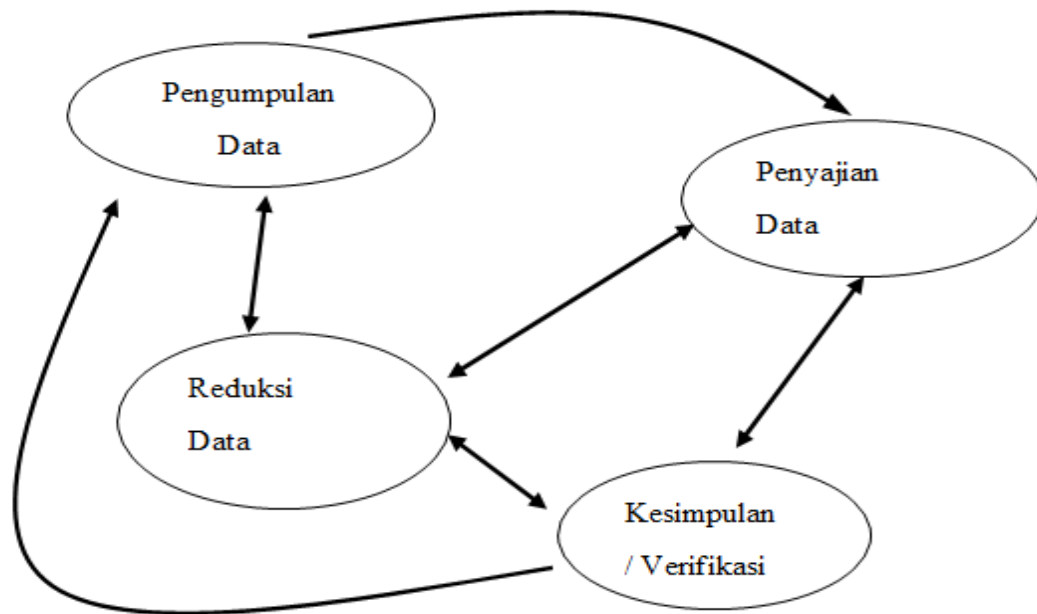 Pengumpulan
Data
Penyajian
Data
Reduksi
Data
Kesimpulan
/ Verifikasi